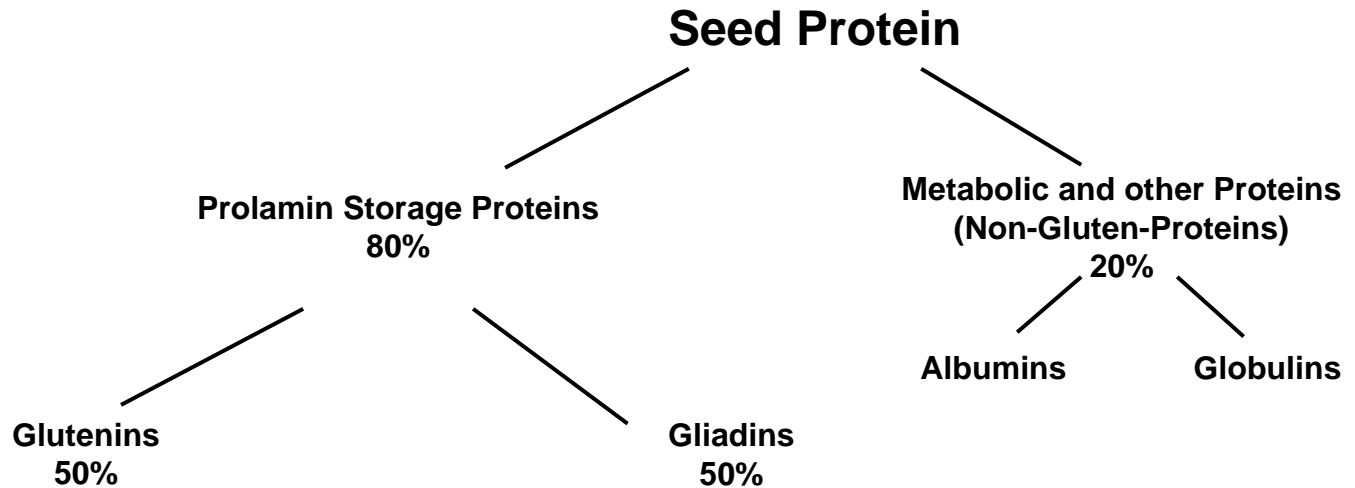 Seed Protein
Prolamin Storage Proteins
80%
Metabolic and other Proteins
(Non-Gluten-Proteins)
20%
Albumins
Globulins
Glutenins
50%
Gliadins
50%